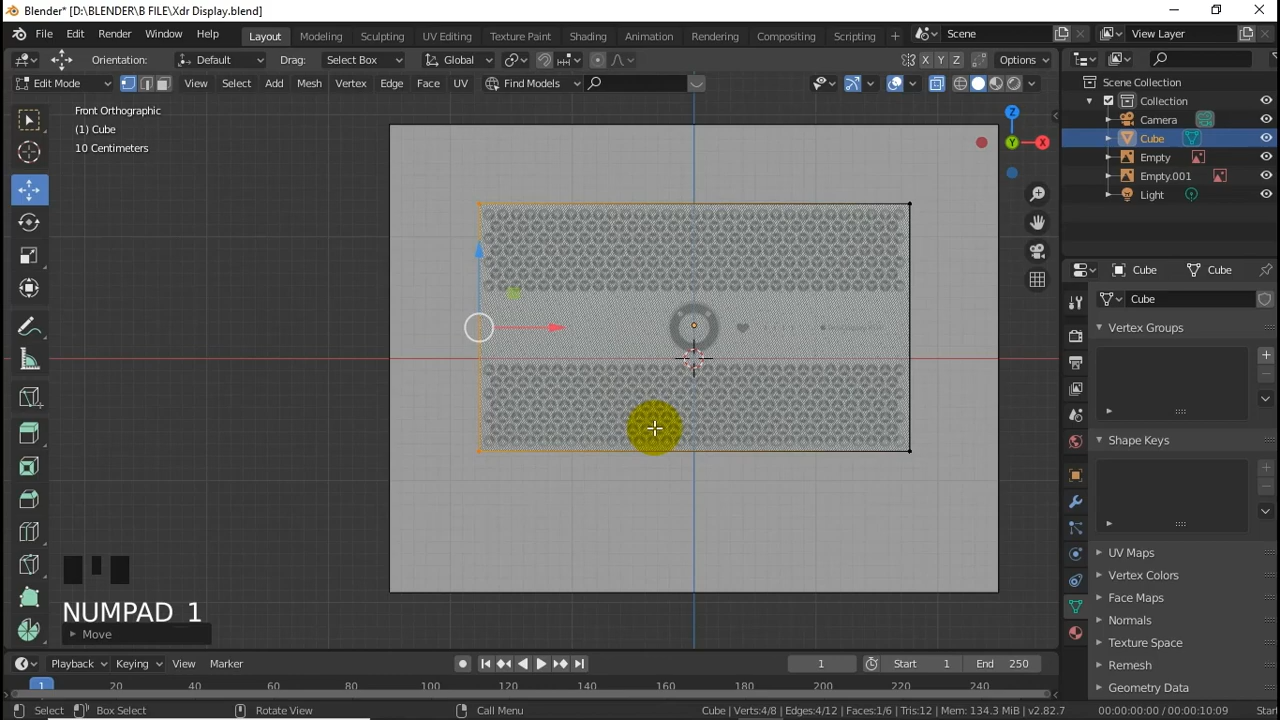 Blender* [D:\BLENDER\B FILE\Xdr Display.blend]
File Edit Render Window Help Layout Modeling Sculpting UV Editing Texture Paint Shading Animation Rendering Compositing Scripting + Scene View Layer
Orientation: Default Drag: Select Box Global X Y Z Options
Edit Mode View Select Add Mesh Vertex Edge Face UV Find Models
Front Orthographic
(1) Cube
10 Centimeters
Z
Y
X
Scene Collection
Collection
Camera
Cube
Empty
Empty.001
Light
Cube Cube
Cube
Vertex Groups
Shape Keys
UV Maps
Vertex Colors
Face Maps
Normals
Texture Space
Remesh
Geometry Data
NUMPAD 1
Move
Playback Keying View Marker 1 Start 1 End 250
1 20 40 60 80 100 120 140 160 180 200 220 240
Select Box Select Rotate View Call Menu Cube | Verts:4/8 | Edges:4/12 | Faces:1/6 | Tris:12 | Mem: 134.3 MiB | v2.82.7 00:00:00:00 / 00:00:10:09 Star